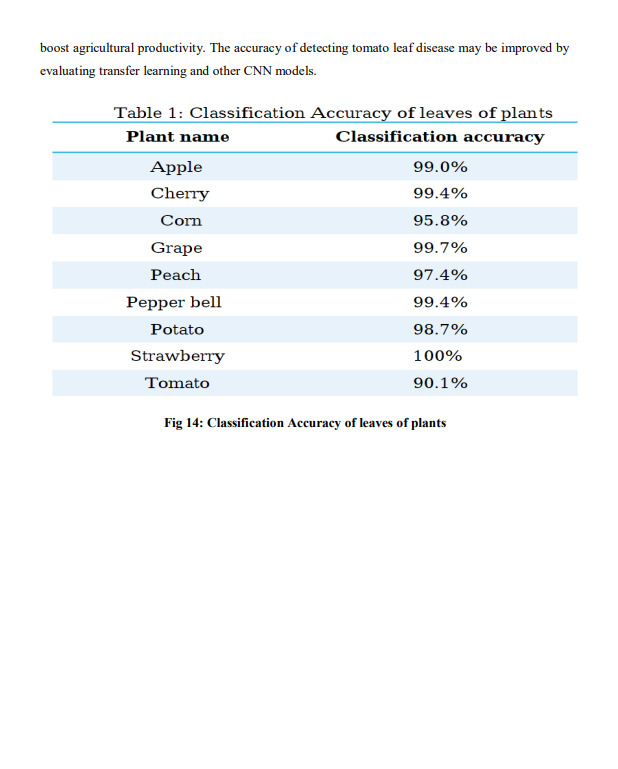 boost agricultural productivity. The accuracy of detecting tomato leaf disease may be improved by
evaluating transfer learning and other CNN models.
Table 1: Classification Accuracy of leaves of plants
Plant name Classification accuracy
Apple 99.0%
Cherry 99.4%
Corn 95.8%
Grape 99.7%
Peach 97.4%
Pepper bell 99.4%
Potato 98.7%
Strawberry 100%
Tomato 90.1%
Fig 14: Classification Accuracy of leaves of plants